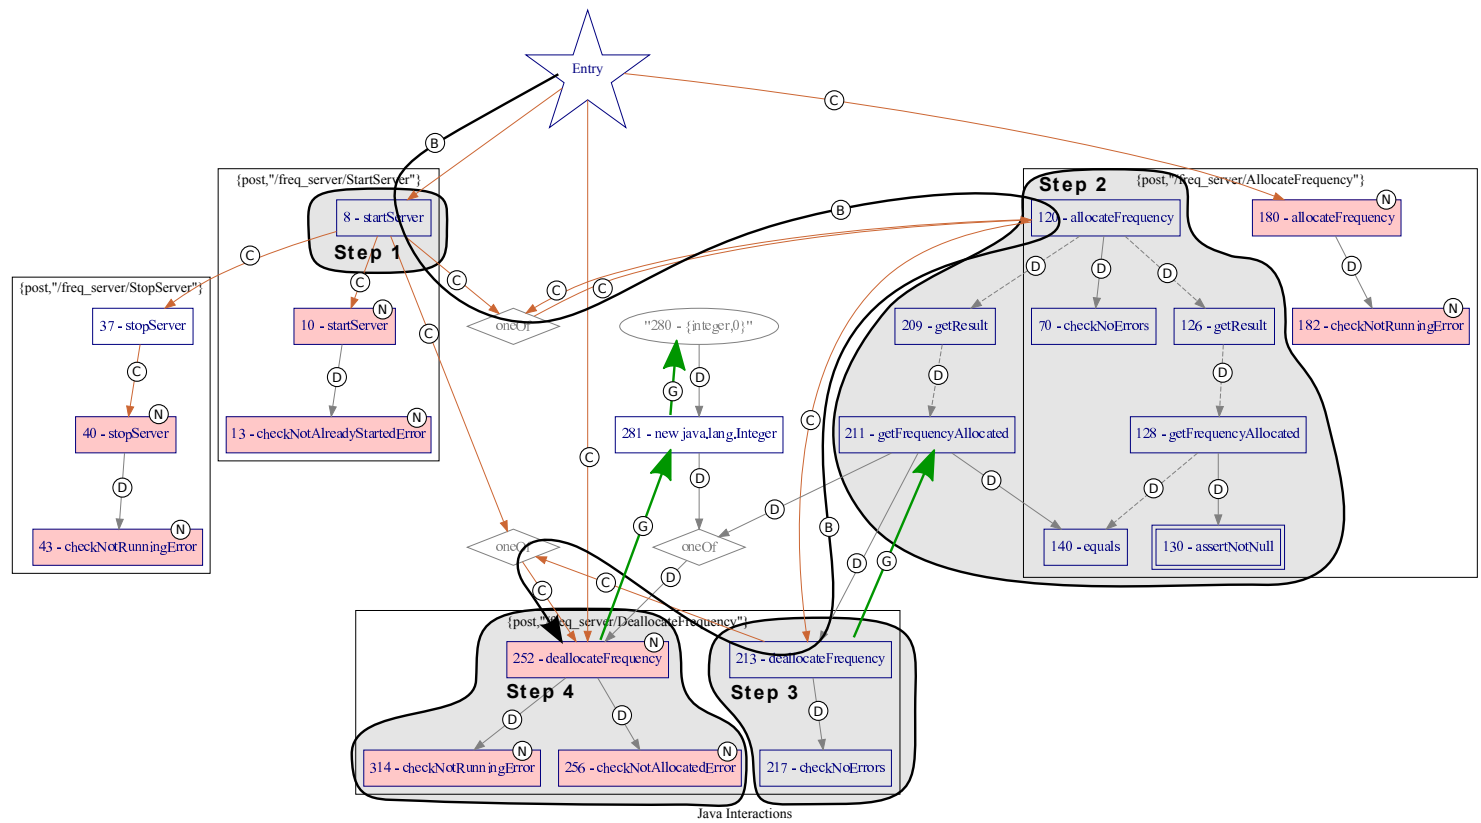 Entry
C
B
{post,"/freq_server/StartServer"}
{post,"/freq_server/AllocateFrequency"}
Step 2
8 - startServer
B
120 - allocateFrequency
N
180 - allocateFrequency
Step 1
C
C
C
C
C
D
D
D
D
{post,"/freq_server/StopServer"}
37 - stopServer
N
10 - startServer
C
oneOf
"280 - {integer,0}"
209 - getResult
70 - checkNoErrors
126 - getResult
N
182 - checkNotRunningError
C
D
D
G
D
D
N
40 - stopServer
N
13 - checkNotAlreadyStartedError
281 - new java.lang.Integer
C
211 - getFrequencyAllocated
128 - getFrequencyAllocated
C
D
D
D
D
D
D
G
B
N
43 - checkNotRunningError
oneOf
oneOf
140 - equals
130 - assertNotNull
C
C
D
D
G
{post,"/freq_server/DeallocateFrequency"}
N
252 - deallocateFrequency
213 - deallocateFrequency
Step 4
Step 3
D
D
D
N
314 - checkNotRunningError
N
256 - checkNotAllocatedError
217 - checkNoErrors
Java Interactions